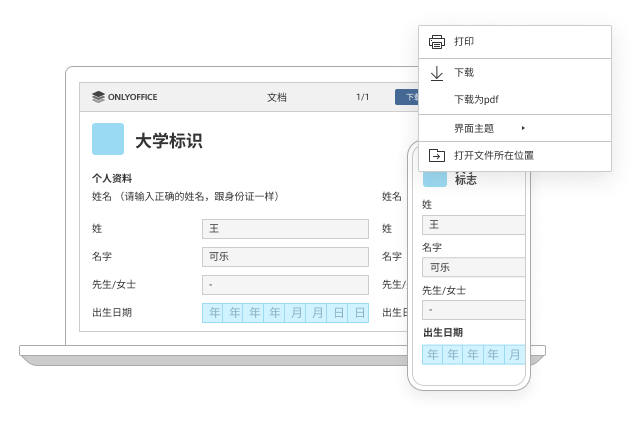 打印
下载
下载为pdf
界面主题
打开文件所在位置
ONLYOFFICE
文档
1/1
下载
大学标识
个人资料
姓名 （请输入正确的姓名，跟身份证一样）
姓名
姓
王
姓
名字
可乐
名字
先生/女士
-
先生/
出生日期
年 年 年 年 月 月 日 日
出生日
标志
姓
王
名字
可乐
先生/女士
-
出生日期
年 年 年 年 月